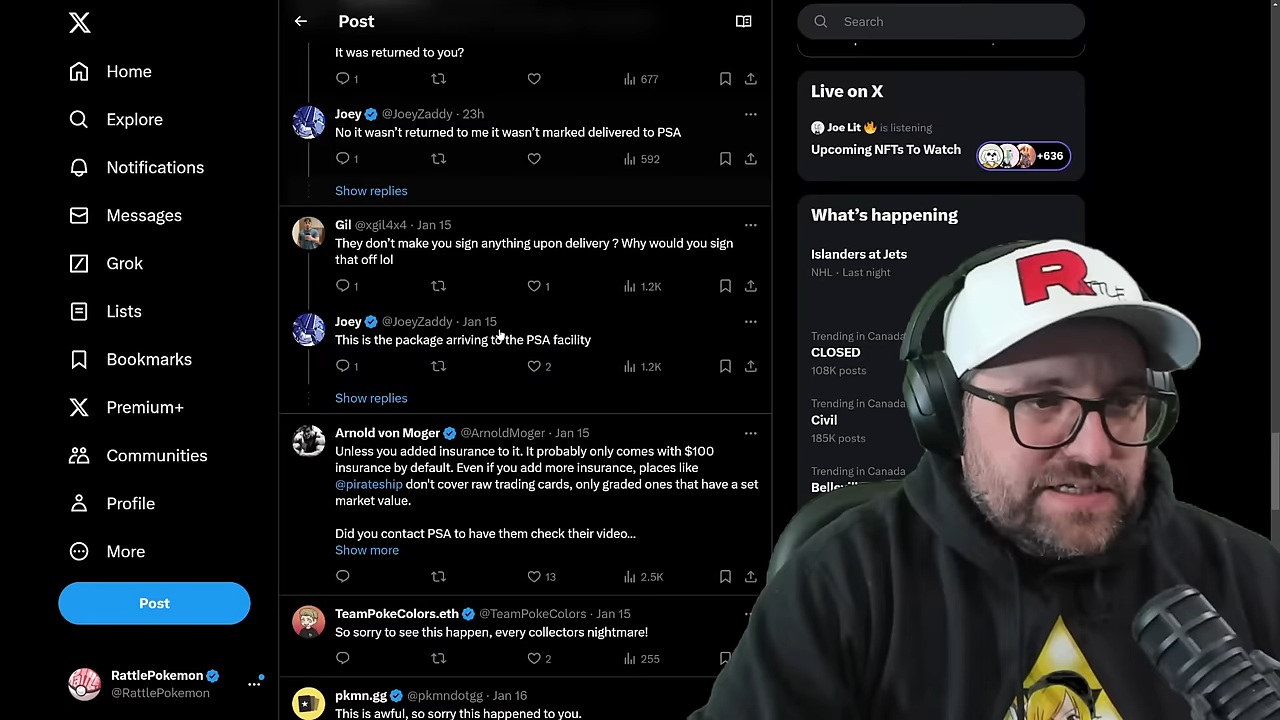 Home
Explore
Notifications
Messages
Grok
Lists
Bookmarks
Premium+
Communities
Profile
More
Post
RattlePokemon
@RattlePokemon
Post
It was returned to you?
1
677
Joey @JoeyZaddy · 23h
No it wasn't returned to me it wasn't marked delivered to PSA
1
592
Show replies
Gil @xgil4x4 · Jan 15
They don't make you sign anything upon delivery ? Why would you sign
that off lol
1
1
1.2K
Joey @JoeyZaddy · Jan 15
This is the package arriving to the PSA facility
1
2
1.2K
Show replies
Arnold von Moger @ArnoldMoger · Jan 15
Unless you added insurance to it. It probably only comes with $100
insurance by default. Even if you add more insurance, places like
@pirateship don't cover raw trading cards, only graded ones that have a set
market value.
Did you contact PSA to have them check their video...
Show more
13
2.5K
TeamPokeColors.eth @TeamPokeColors · Jan 15
So sorry to see this happen, every collectors nightmare!
2
255
pkmn.gg @pkmndotgg · Jan 16
This is awful, so sorry this happened to you.
Search
Live on X
Joe Lit is listening
Upcoming NFTs To Watch
+636
What's happening
Islanders at Jets
NHL · Last night
Trending in Canada
CLOSED
108K posts
Trending in Canada
Civil
185K posts
Trending in Canada
R